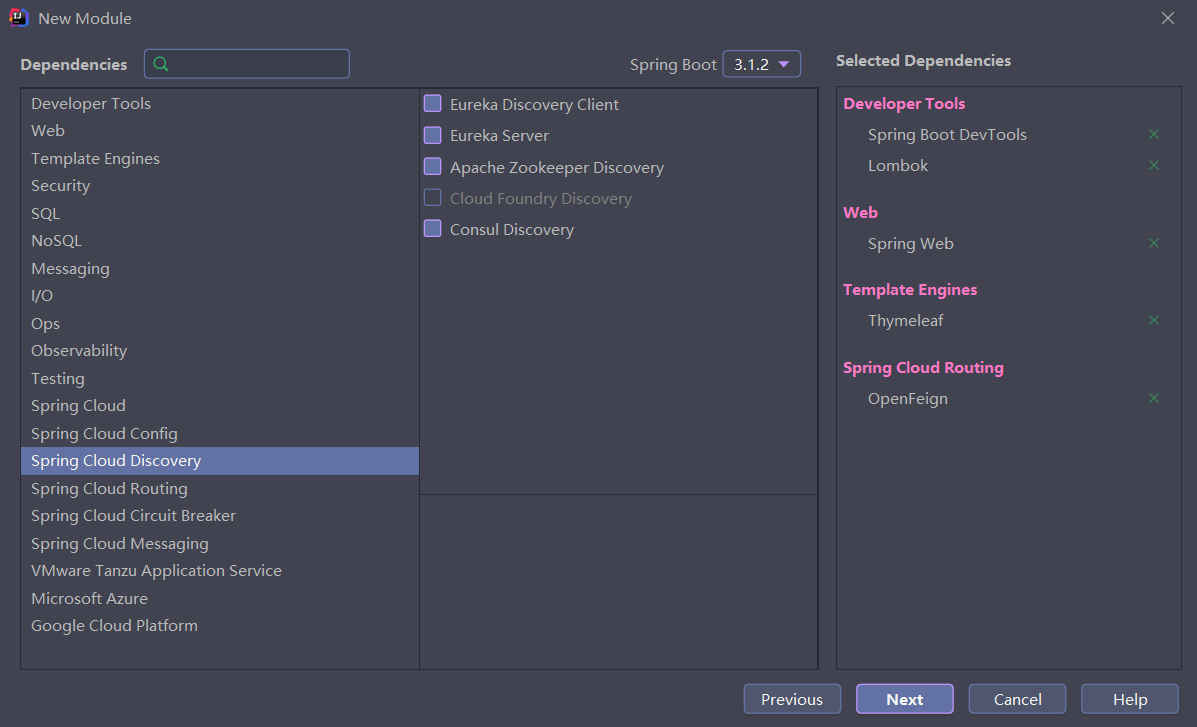 New Module
Dependencies
Spring Boot 3.1.2
Selected Dependencies
Developer Tools
Web
Template Engines
Security
SQL
NoSQL
Messaging
I/O
Ops
Observability
Testing
Spring Cloud
Spring Cloud Config
Spring Cloud Discovery
Spring Cloud Routing
Spring Cloud Circuit Breaker
Spring Cloud Messaging
VMware Tanzu Application Service
Microsoft Azure
Google Cloud Platform
Eureka Discovery Client
Eureka Server
Apache Zookeeper Discovery
Cloud Foundry Discovery
Consul Discovery
Developer Tools
Spring Boot DevTools
Lombok
Web
Spring Web
Template Engines
Thymeleaf
Spring Cloud Routing
OpenFeign
Previous
Next
Cancel
Help